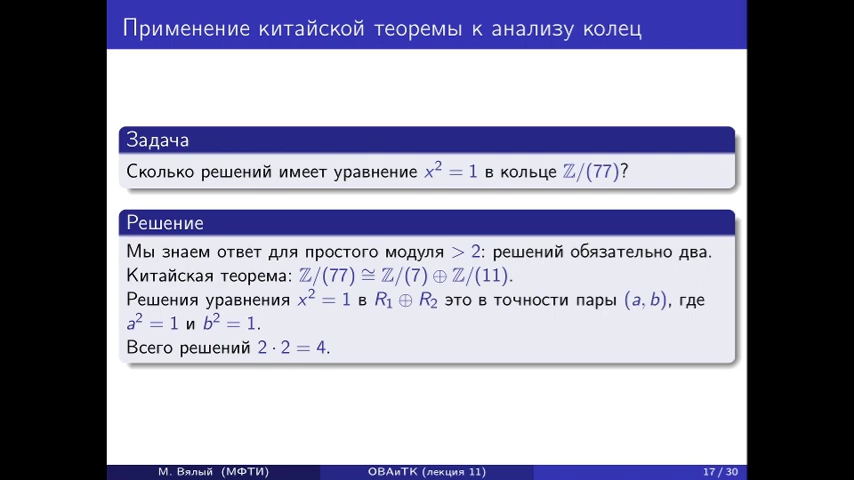 Применение китайской теоремы к анализу колец
Задача
Сколько решений имеет уравнение x² = 1 в кольце ℤ/(77)?
Решение
Мы знаем ответ для простого модуля > 2: решений обязательно два.
Китайская теорема: ℤ/(77) ≅ ℤ/(7) ⊕ ℤ/(11).
Решения уравнения x² = 1 в R₁ ⊕ R₂ это в точности пары (a, b), где
a² = 1 и b² = 1.
Всего решений 2 · 2 = 4.
М. Вялый (МФТИ) ОВАиТК (лекция 11) 17 / 30